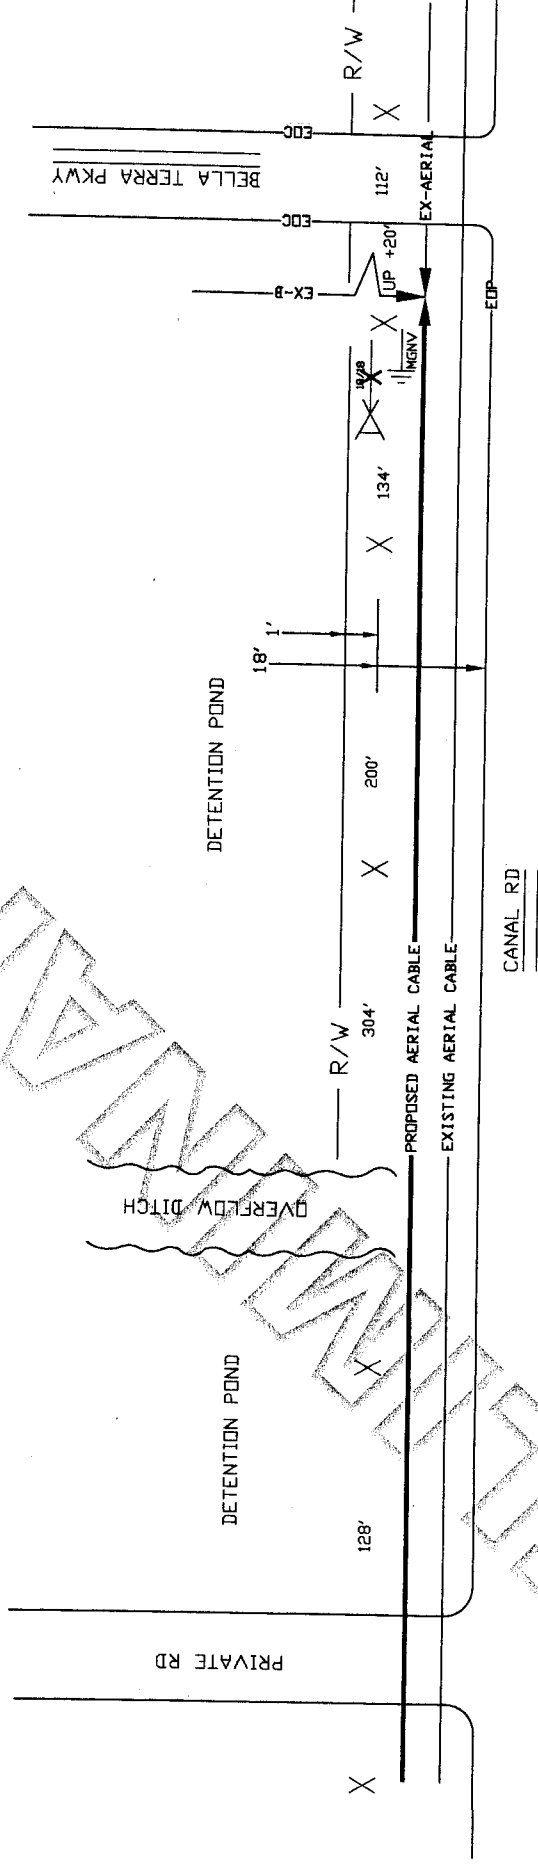 R/W
EOC
BELLA TERRA PKWY
112'
EX-AERIAL
EOC
+20'
UP
EX-B
EOP
MGNV
134'
1'
18'
DETENTION POND
200'
CANAL RD
R/W
304'
PROPOSED AERIAL CABLE
EXISTING AERIAL CABLE
OVERFLOW DITCH
DETENTION POND
128'
PRIVATE RD